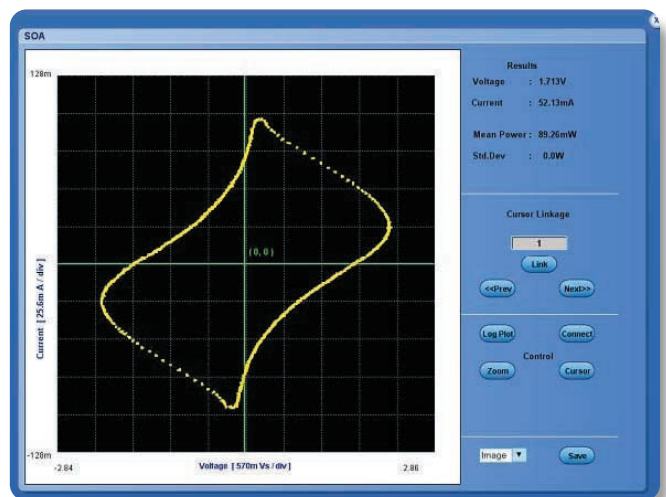 X
SOA
128m
(0, 0)
Current [ 25.6m A / div ]
-128m
-2.84
Voltage [ 570m Vs / div ]
2.86
Results
Voltage : 1.713V
Current : 52.13mA
Mean Power : 89.26mW
Std.Dev : 0.0W
Cursor Linkage
1
Link
<<Prev
Next>>
Log Plot
Connect
Control
Zoom
Cursor
Image
Save